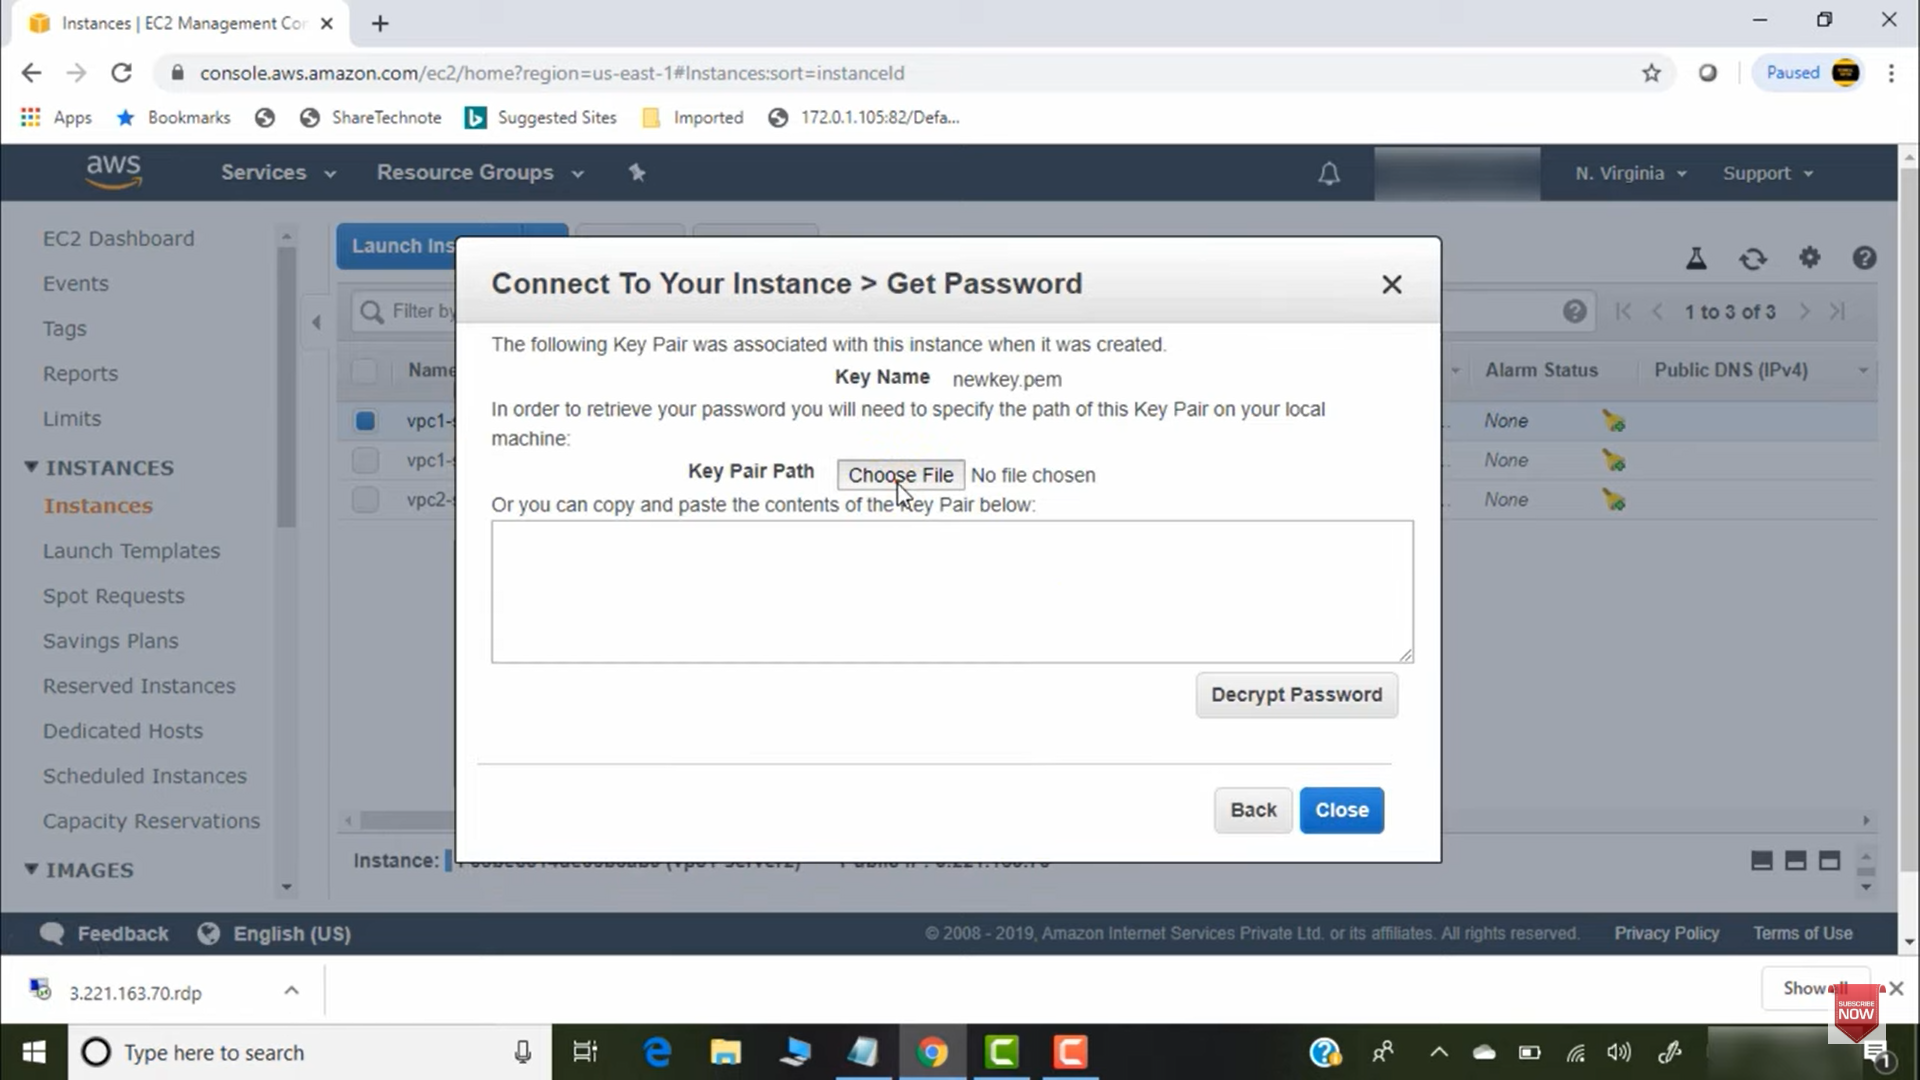 Instances | EC2 Management Cor
console.aws.amazon.com/ec2/home?region=us-east-1#Instances:sort=instanceId
Paused
Apps
Bookmarks
ShareTechnote
Suggested Sites
Imported
172.0.1.105:82/Defa...
aws
Services
Resource Groups
N. Virginia
Support
EC2 Dashboard
Events
Tags
Reports
Limits
INSTANCES
Instances
Launch Templates
Spot Requests
Savings Plans
Reserved Instances
Dedicated Hosts
Scheduled Instances
Capacity Reservations
IMAGES
Launch Ins
Filter by
1 to 3 of 3
Name
Alarm Status
Public DNS (IPv4)
vpc1-s
None
vpc1-s
None
vpc2-s
None
Connect To Your Instance > Get Password
The following Key Pair was associated with this instance when it was created.
Key Name newkey.pem
In order to retrieve your password you will need to specify the path of this Key Pair on your local
machine:
Key Pair Path Choose File No file chosen
Or you can copy and paste the contents of the Key Pair below:
Decrypt Password
Back
Close
Instance:
Feedback
English (US)
© 2008 - 2019, Amazon Internet Services Private Ltd. or its affiliates. All rights reserved.
Privacy Policy
Terms of Use
3.221.163.70.rdp
Show all
SUBSCRIBE
NOW
Type here to search
1